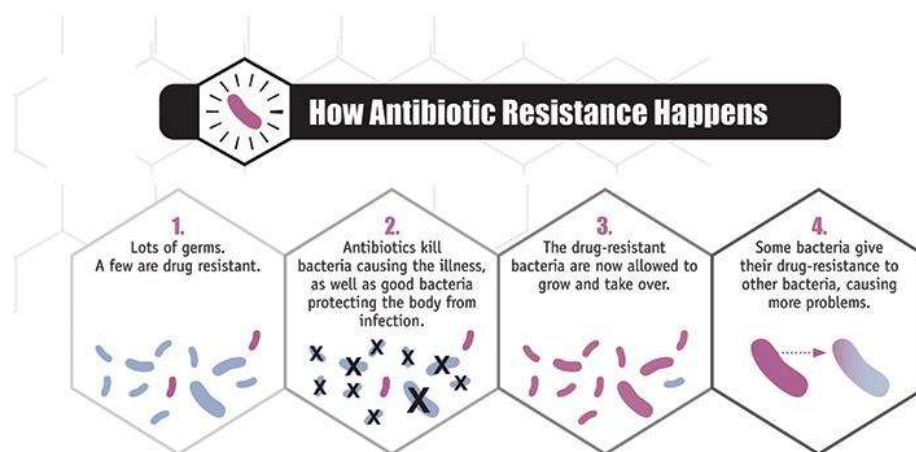 How Antibiotic Resistance Happens
1.
Lots of germs.
A few are drug resistant.
2.
Antibiotics kill
bacteria causing the illness,
as well as good bacteria
protecting the body from
infection.
X X X X X X X X X X
3.
The drug-resistant
bacteria are now allowed to
grow and take over.
4.
Some bacteria give
their drug-resistance to
other bacteria, causing
more problems.